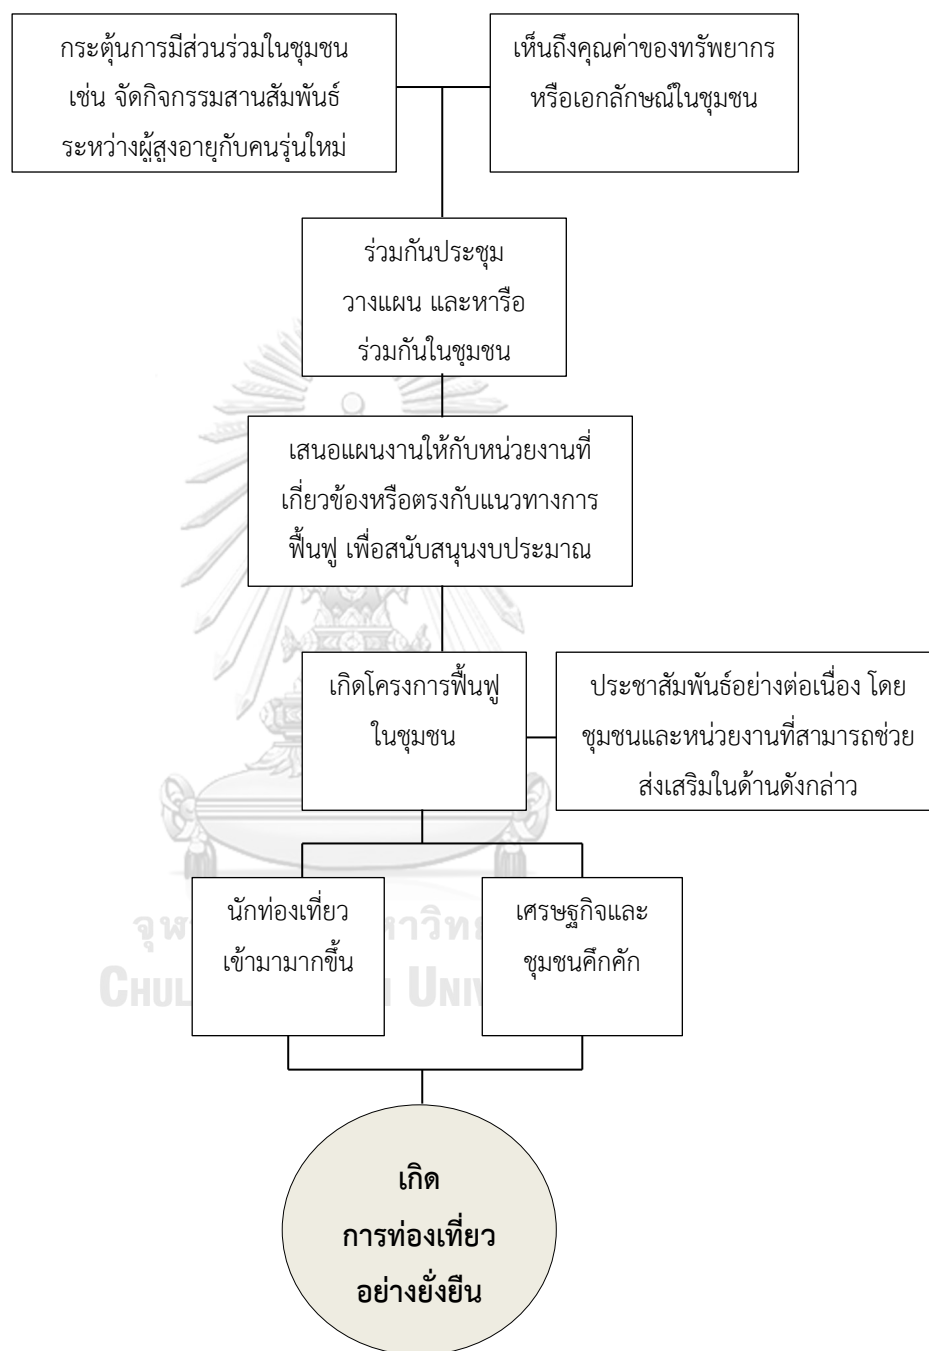 กระตุ้นการมีส่วนร่วมในชุมชน
เช่น จัดกิจกรรมสานสัมพันธ์
ระหว่างผู้สูงอายุกับคนรุ่นใหม่
เห็นถึงคุณค่าของทรัพยากร
หรือเอกลักษณ์ในชุมชน
ร่วมกันประชุม
วางแผน และหารือ
ร่วมกันในชุมชน
เสนอแผนงานให้กับหน่วยงานที่
เกี่ยวข้องหรือตรงกับแนวทางการ
ฟื้นฟู เพื่อสนับสนุนงบประมาณ
เกิดโครงการฟื้นฟู
ในชุมชน
ประชาสัมพันธ์อย่างต่อเนื่อง โดย
ชุมชนและหน่วยงานที่สามารถช่วย
ส่งเสริมในด้านดังกล่าว
นักท่องเที่ยว
เข้ามามากขึ้น
เศรษฐกิจและ
ชุมชนคึกคัก
เกิด
การท่องเที่ยว
อย่างยั่งยืน